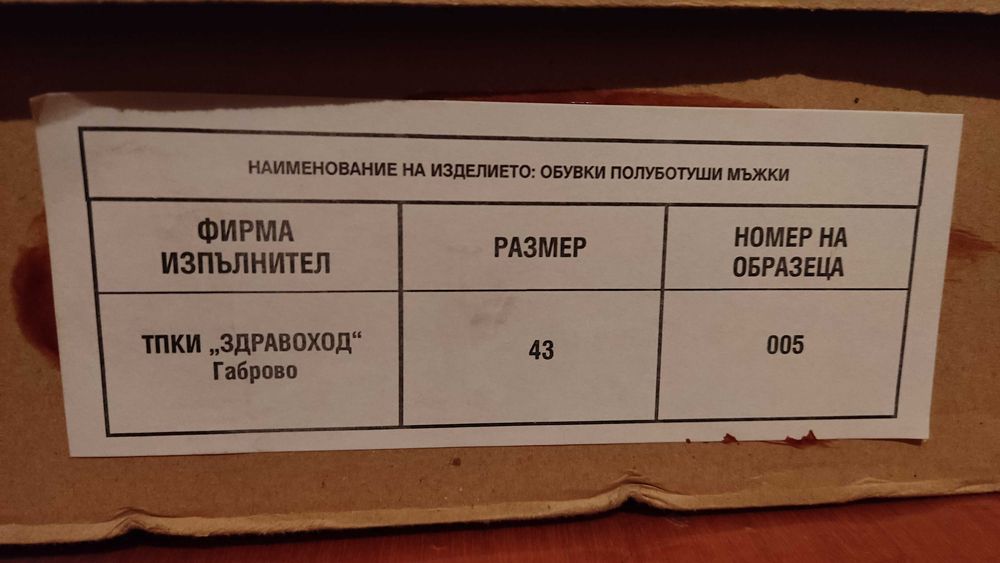 НАИМЕНОВАНИЕ НА ИЗДЕЛИЕТО: ОБУВКИ ПОЛУБОТУШИ МЪЖКИ
ФИРМА
ИЗПЪЛНИТЕЛ
РАЗМЕР
НОМЕР НА
ОБРАЗЕЦА
ТПКИ „ЗДРАВОХОД“
Габрово
43
005